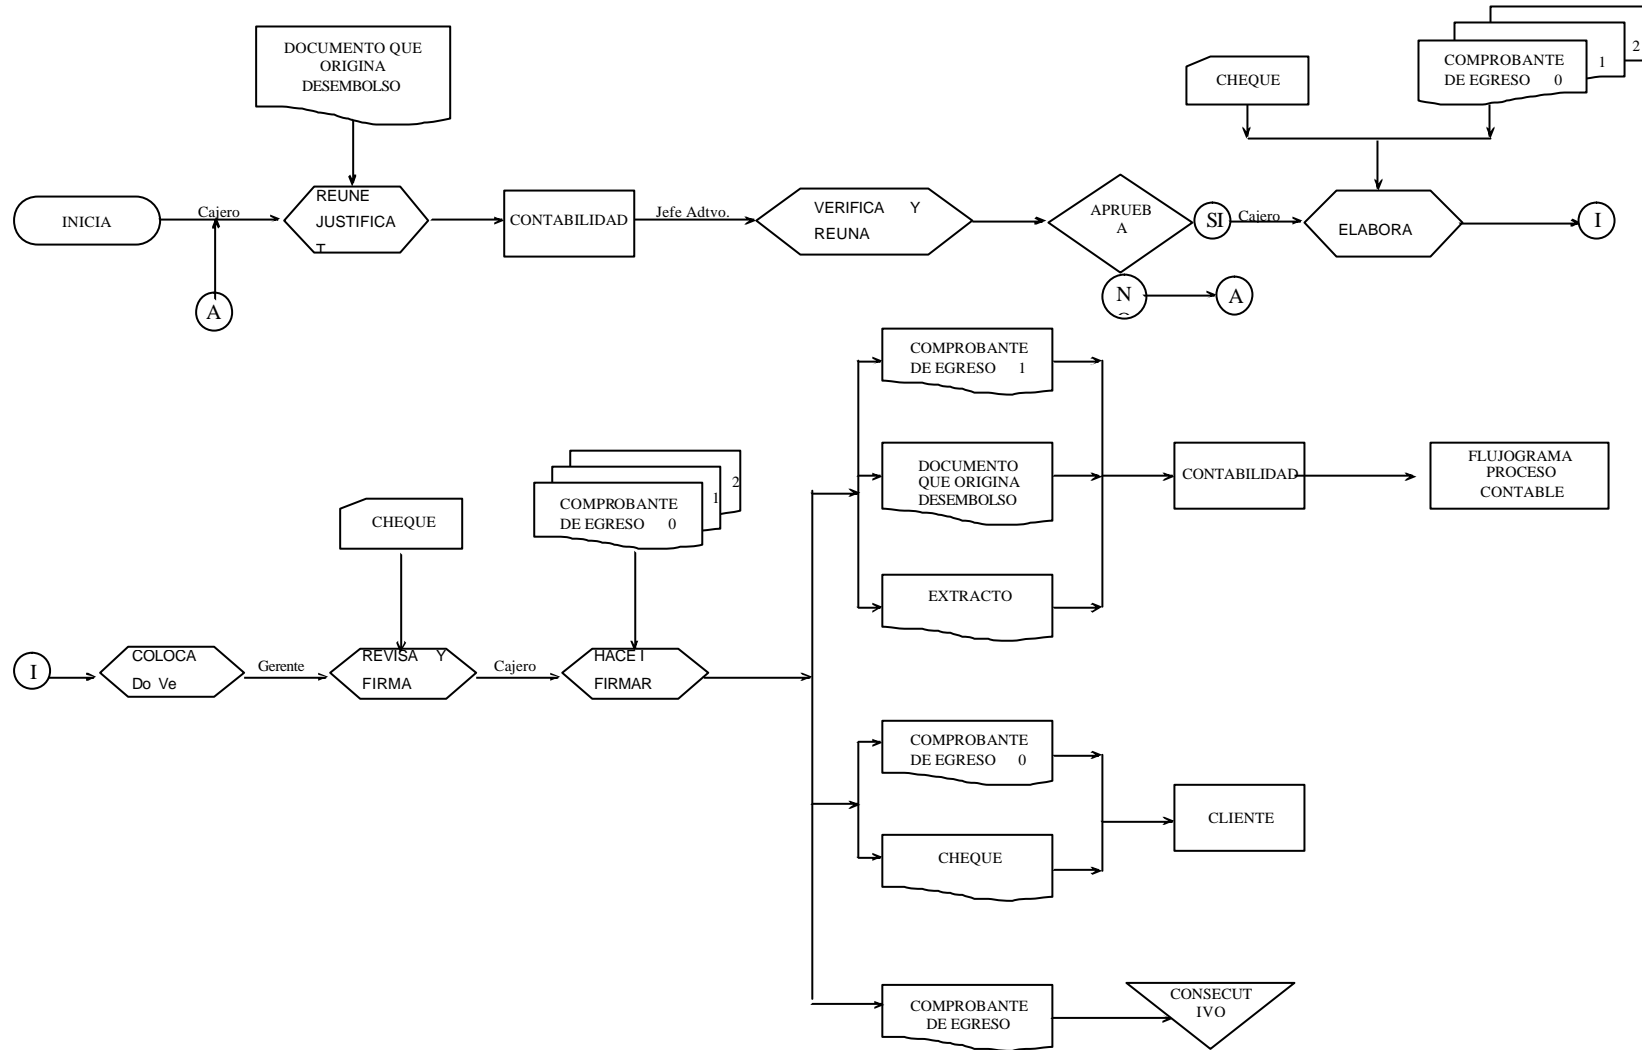 DOCUMENTO QUE
ORIGINA
DESEMBOLSO
CHEQUE
COMPROBANTE
DE EGRESO 0
1
2
INICIA
Cajero
REUNE
JUSTIFICA
T
CONTABILIDAD
Jefe Adtvo.
VERIFICA Y
REUNA
APRUEB
A
SI
Cajero
ELABORA
I
A
N
A
COMPROBANTE
DE EGRESO 1
DOCUMENTO
QUE ORIGINA
DESEMBOLSO
CONTABILIDAD
FLUJOGRAMA
PROCESO
CONTABLE
CHEQUE
COMPROBANTE
DE EGRESO 0
1
2
EXTRACTO
I
COLOCA
Do Ve
Gerente
REVISA Y
FIRMA
Cajero
HACE I
FIRMAR
COMPROBANTE
DE EGRESO 0
CHEQUE
CLIENTE
COMPROBANTE
DE EGRESO
CONSECUT
IVO